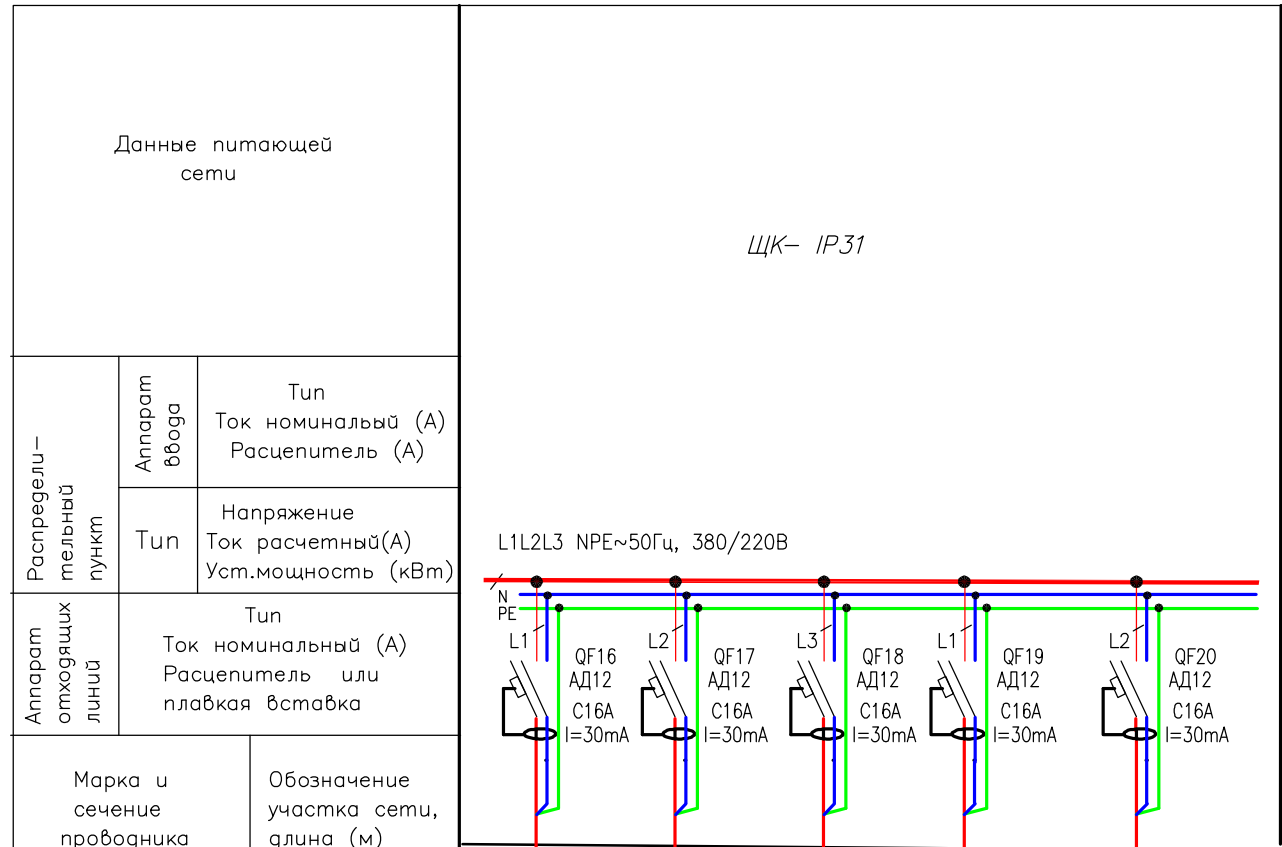 Данные питающей
сети
ЩК– IP31
Распредели–
тельный
пункт
Аппарат
ввода
Тип
Ток номинальый (А)
Расцепитель (А)
Тип
Напряжение
Ток расчетный(А)
Уст.мощность (кВт)
L1L2L3 NPE~50Гц, 380/220В
N
PE
Аппарат
отходящих
линий
Тип
Ток номинальный (А)
Расцепитель или
плавкая вставка
L1
QF16
АД12
C16A
I=30mA
L2
QF17
АД12
C16A
I=30mA
L3
QF18
АД12
C16A
I=30mA
L1
QF19
АД12
C16A
I=30mA
L2
QF20
АД12
C16A
I=30mA
Марка и
сечение
проводника
Обозначение
участка сети,
длина (м)